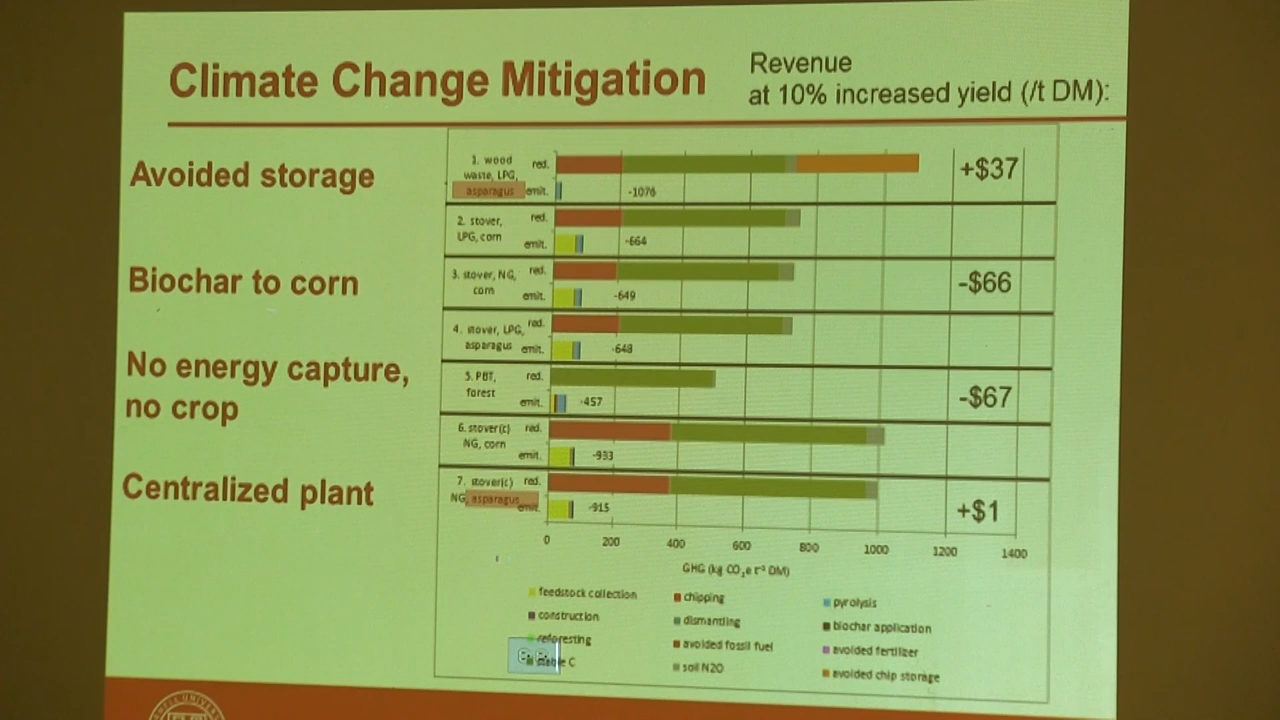 Climate Change Mitigation
Revenue
at 10% increased yield (/t DM):
Avoided storage
Biochar to corn
No energy capture,
no crop
Centralized plant
1. wood
waste, LPG,
asparagus
red.
emit.
-1076
+$37
2. stover,
LPG, corn
red.
emit.
-664
3. stover, NG,
corn
red.
emit.
-649
-$66
4. stover, LPG,
asparagus
red.
emit.
-648
5. PBT,
forest
red.
emit.
-457
-$67
6. stover(c)
NG, corn
red.
emit.
-933
7. stover(c)
NG, asparagus
red.
emit.
-915
+$1
0 200 400 600 800 1000 1200 1400
GHG (kg CO₂e t⁻¹ DM)
feedstock collection
chipping
pyrolysis
construction
dismantling
biochar application
reforesting
avoided fossil fuel
avoided fertilizer
stable C
soil N2O
avoided chip storage